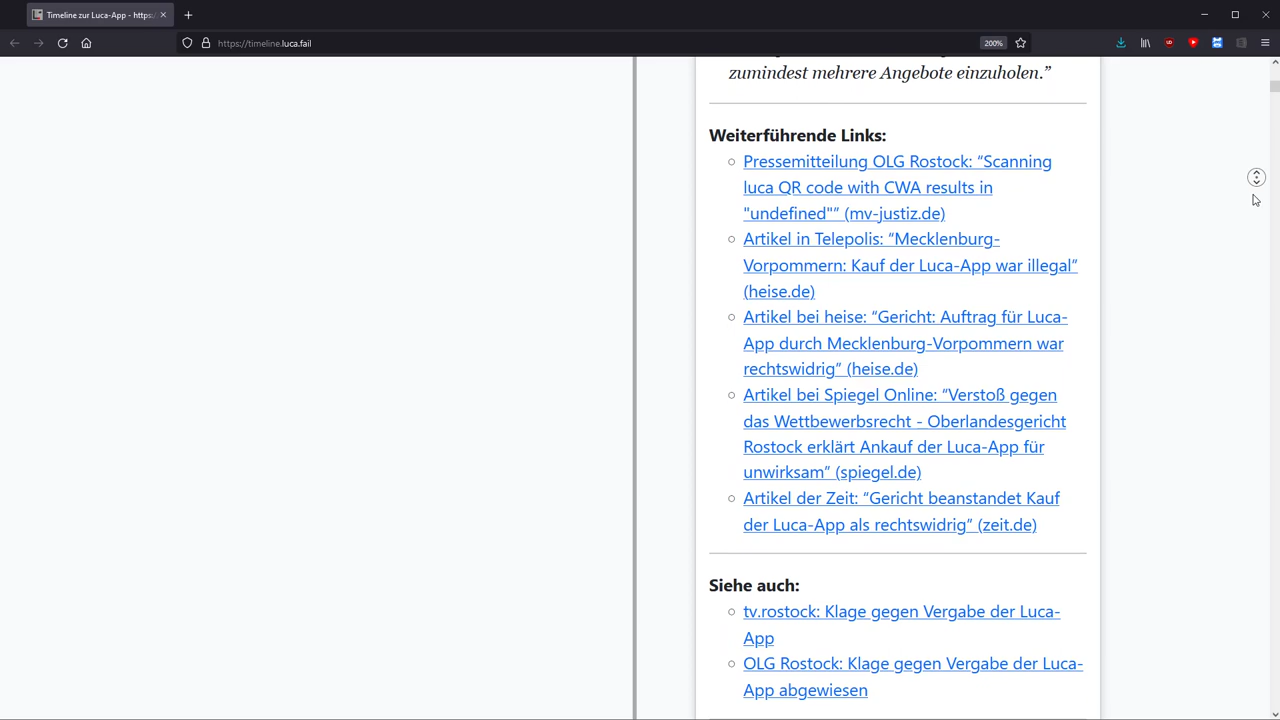 Timeline zur Luca-App - https:
https://timeline.luca.fail
200%
zumindest mehrere Angebote einzuholen.”
Weiterführende Links:
Pressemitteilung OLG Rostock: “Scanning
luca QR code with CWA results in
"undefined"” (mv-justiz.de)
Artikel in Telepolis: “Mecklenburg-
Vorpommern: Kauf der Luca-App war illegal”
(heise.de)
Artikel bei heise: “Gericht: Auftrag für Luca-
App durch Mecklenburg-Vorpommern war
rechtswidrig” (heise.de)
Artikel bei Spiegel Online: “Verstoß gegen
das Wettbewerbsrecht - Oberlandesgericht
Rostock erklärt Ankauf der Luca-App für
unwirksam” (spiegel.de)
Artikel der Zeit: “Gericht beanstandet Kauf
der Luca-App als rechtswidrig” (zeit.de)
Siehe auch:
tv.rostock: Klage gegen Vergabe der Luca-
App
OLG Rostock: Klage gegen Vergabe der Luca-
App abgewiesen